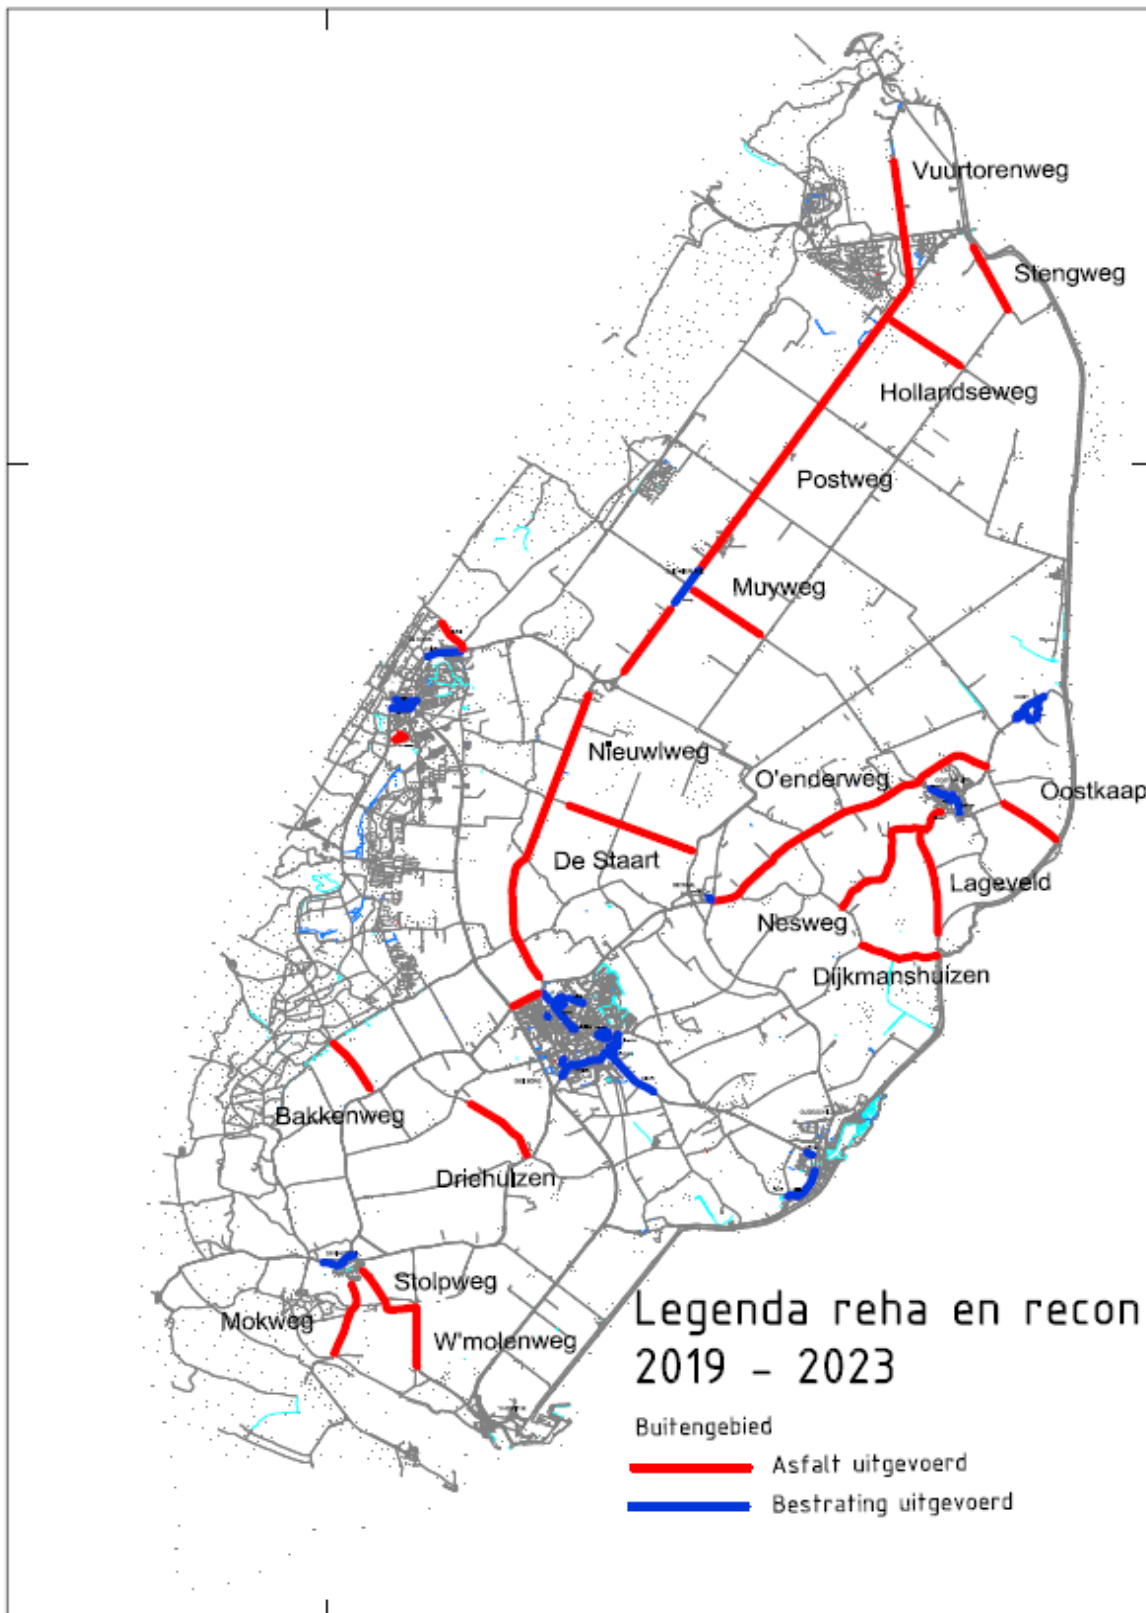 Vuurtorenweg
Stengweg
Hollandseweg
Postweg
Muyweg
Nieuwlweg
O'enderweg
Oostkaap
De Staart
Lageveld
Nesweg
Dijkmanshuizen
Bakkenweg
Driehuizen
Stolpweg
Mokweg
W'molenweg
Legenda reha en recon
2019 - 2023
Buitengebied
Asfalt uitgevoerd
Bestrating uitgevoerd